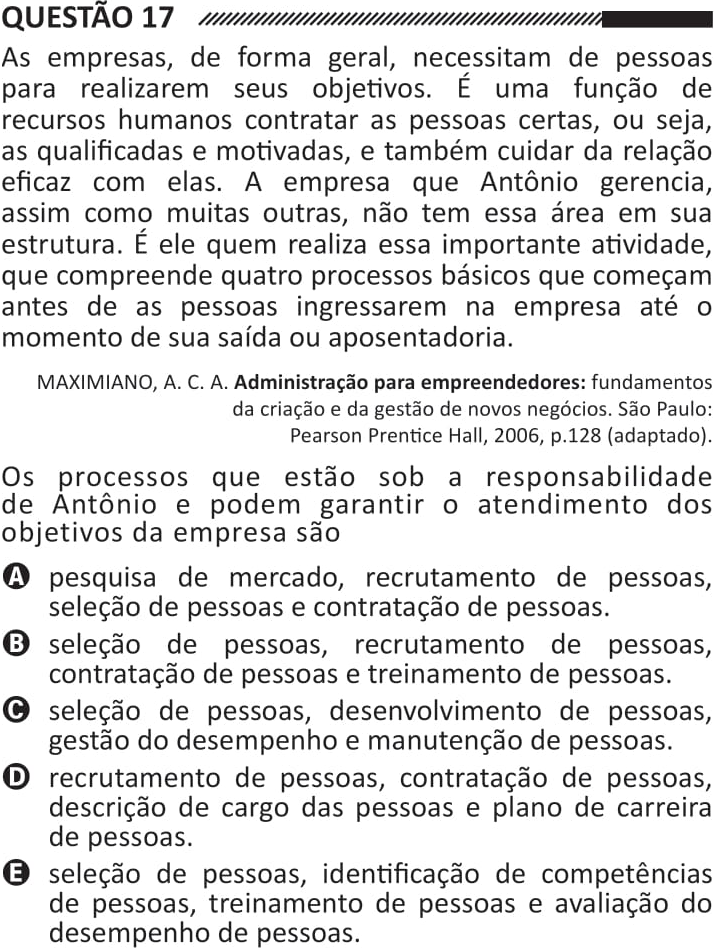 QUESTÃO 17
As empresas, de forma geral, necessitam de pessoas
para realizarem seus objetivos. É uma função de
recursos humanos contratar as pessoas certas, ou seja,
as qualificadas e motivadas, e também cuidar da relação
eficaz com elas. A empresa que Antônio gerencia,
assim como muitas outras, não tem essa área em sua
estrutura. É ele quem realiza essa importante atividade,
que compreende quatro processos básicos que começam
antes de as pessoas ingressarem na empresa até o
momento de sua saída ou aposentadoria.
MAXIMIANO, A. C. A. Administração para empreendedores: fundamentos
da criação e da gestão de novos negócios. São Paulo:
Pearson Prentice Hall, 2006, p.128 (adaptado).
Os processos que estão sob a responsabilidade
de Antônio e podem garantir o atendimento dos
objetivos da empresa são
A pesquisa de mercado, recrutamento de pessoas,
seleção de pessoas e contratação de pessoas.
B seleção de pessoas, recrutamento de pessoas,
contratação de pessoas e treinamento de pessoas.
C seleção de pessoas, desenvolvimento de pessoas,
gestão do desempenho e manutenção de pessoas.
D recrutamento de pessoas, contratação de pessoas,
descrição de cargo das pessoas e plano de carreira
de pessoas.
E seleção de pessoas, identificação de competências
de pessoas, treinamento de pessoas e avaliação do
desempenho de pessoas.